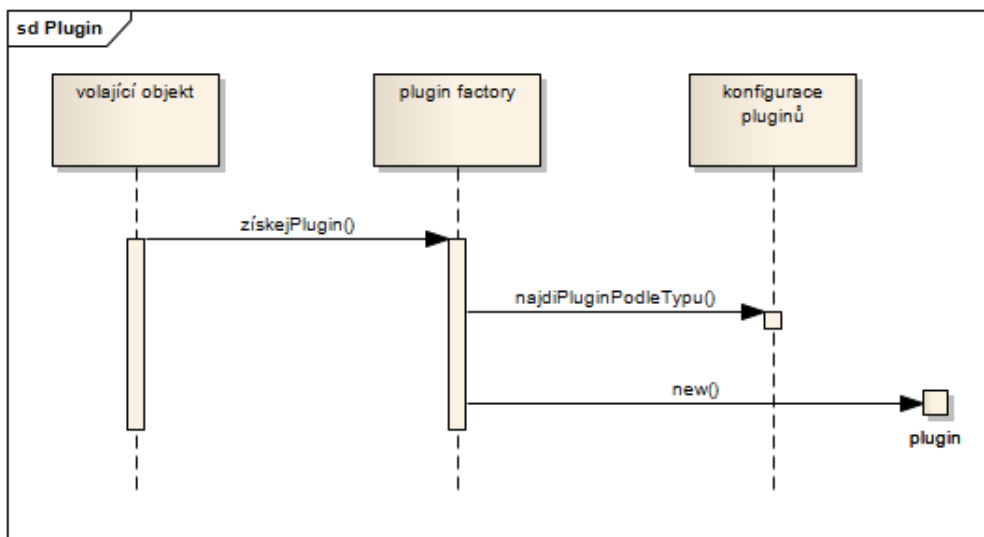 sd Plugin
volající objekt
plugin factory
konfigurace
pluginů
získejPlugin()
najdiPluginPodleTypu()
new()
plugin